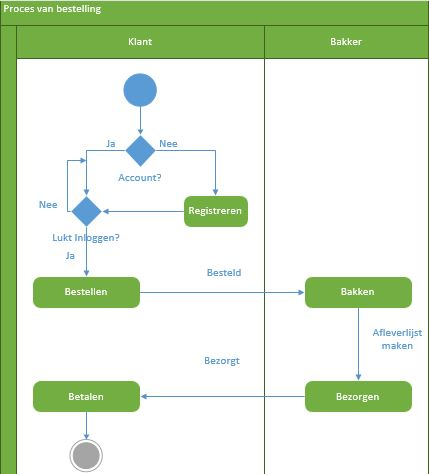 Proces van bestelling
Klant
Bakker
Ja
Nee
Account?
Nee
Registreren
Lukt Inloggen?
Ja
Besteld
Bestellen
Bakken
Afleverlijst
maken
Bezorgt
Betalen
Bezorgen